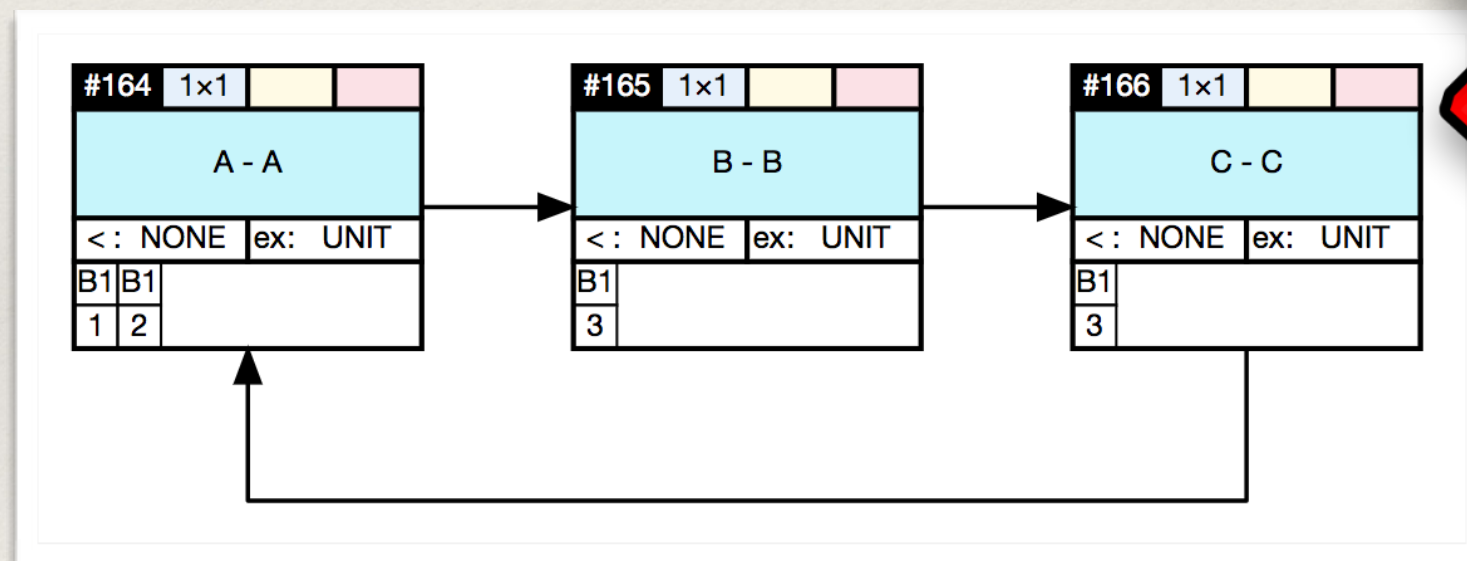 #164 1×1
A - A
< : NONE ex: UNIT
B1 B1
1 2
#165 1×1
B - B
< : NONE ex: UNIT
B1
3
#166 1×1
C - C
< : NONE ex: UNIT
B1
3